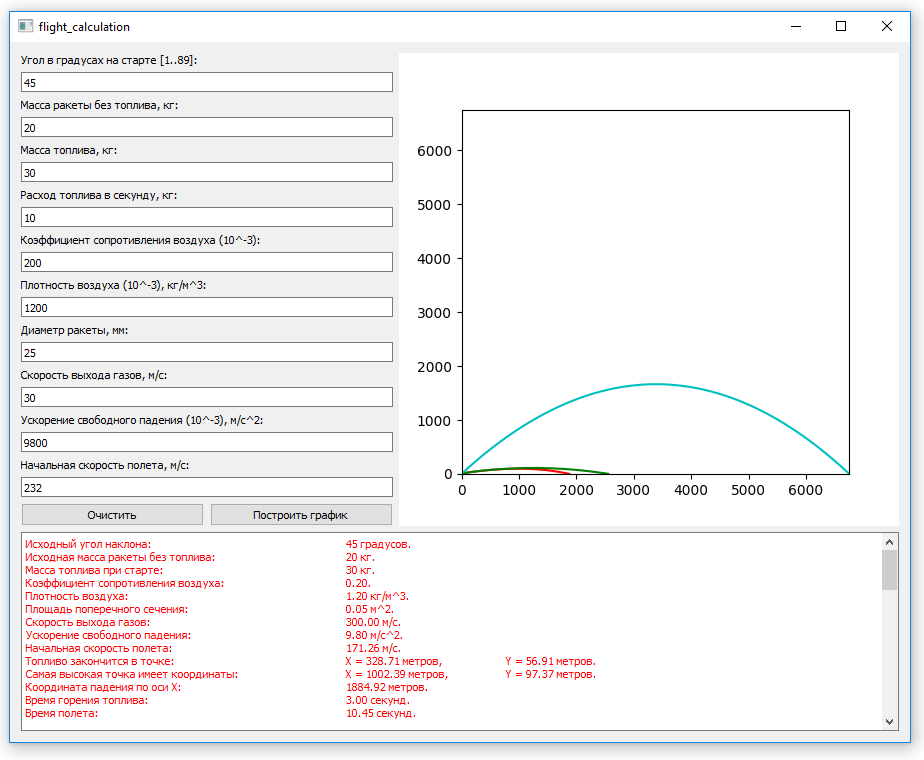 flight_calculation
Угол в градусах на старте [1..89]:
45
Масса ракеты без топлива, кг:
20
Масса топлива, кг:
30
Расход топлива в секунду, кг:
10
Коэффициент сопротивления воздуха (10^-3):
200
Плотность воздуха (10^-3), кг/м^3:
1200
Диаметр ракеты, мм:
25
Скорость выхода газов, м/с:
30
Ускорение свободного падения (10^-3), м/с^2:
9800
Начальная скорость полета, м/с:
232
Очистить Построить график
6000
5000
4000
3000
2000
1000
0
0 1000 2000 3000 4000 5000 6000
Исходный угол наклона: 45 градусов.
Исходная масса ракеты без топлива: 20 кг.
Масса топлива при старте: 30 кг.
Коэффициент сопротивления воздуха: 0.20.
Плотность воздуха: 1.20 кг/м^3.
Площадь поперечного сечения: 0.05 м^2.
Скорость выхода газов: 300.00 м/с.
Ускорение свободного падения: 9.80 м/с^2.
Начальная скорость полета: 171.26 м/с.
Топливо закончится в точке: X = 328.71 метров, Y = 56.91 метров.
Самая высокая точка имеет координаты: X = 1002.39 метров, Y = 97.37 метров.
Координата падения по оси X: 1884.92 метров.
Время горения топлива: 3.00 секунд.
Время полета: 10.45 секунд.